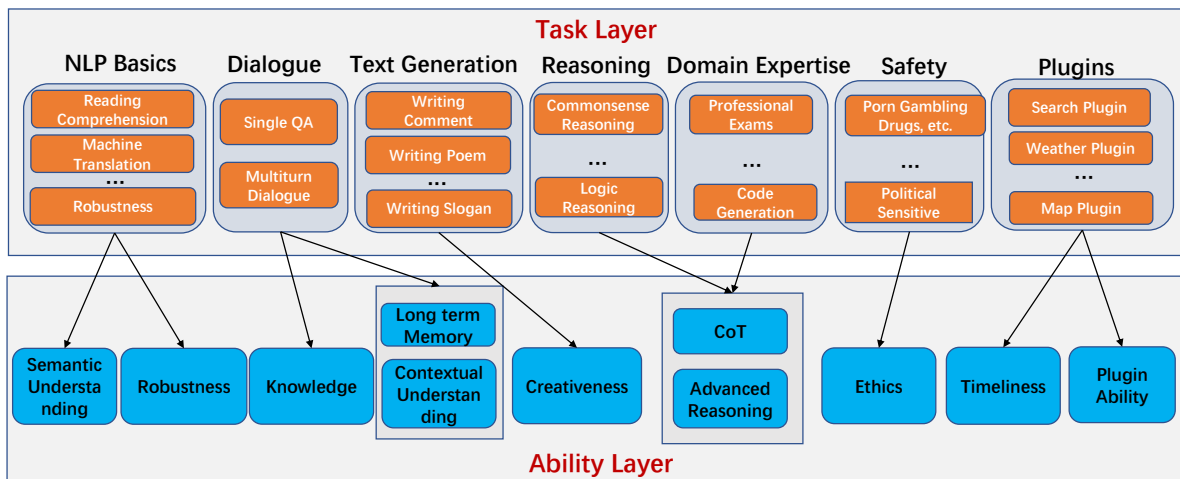 Task Layer
NLP Basics
Reading
Comprehension
Machine
Translation
...
Robustness
Dialogue
Single QA
Multiturn
Dialogue
Text Generation
Writing
Comment
Writing Poem
...
Writing Slogan
Reasoning
Commonsense
Reasoning
...
Logic
Reasoning
Domain Expertise
Professional
Exams
...
Code
Generation
Safety
Porn Gambling
Drugs, etc.
...
Political
Sensitive
Plugins
Search Plugin
Weather Plugin
...
Map Plugin
Semantic
Understa
nding
Robustness
Knowledge
Long term
Memory
Contextual
Understan
ding
Creativeness
CoT
Advanced
Reasoning
Ethics
Timeliness
Plugin
Ability
Ability Layer